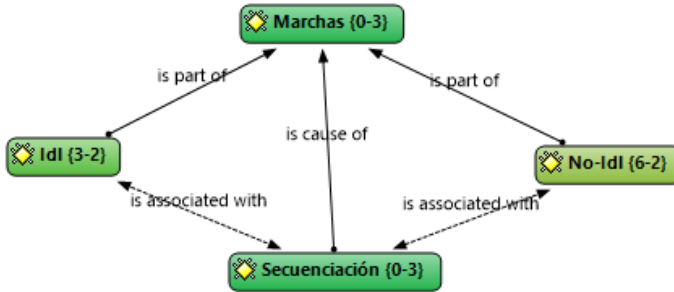 Marchas {0-3}
is part of
is part of
is cause of
Idl {3-2}
No-Idl {6-2}
is associated with
is associated with
Secuenciación {0-3}